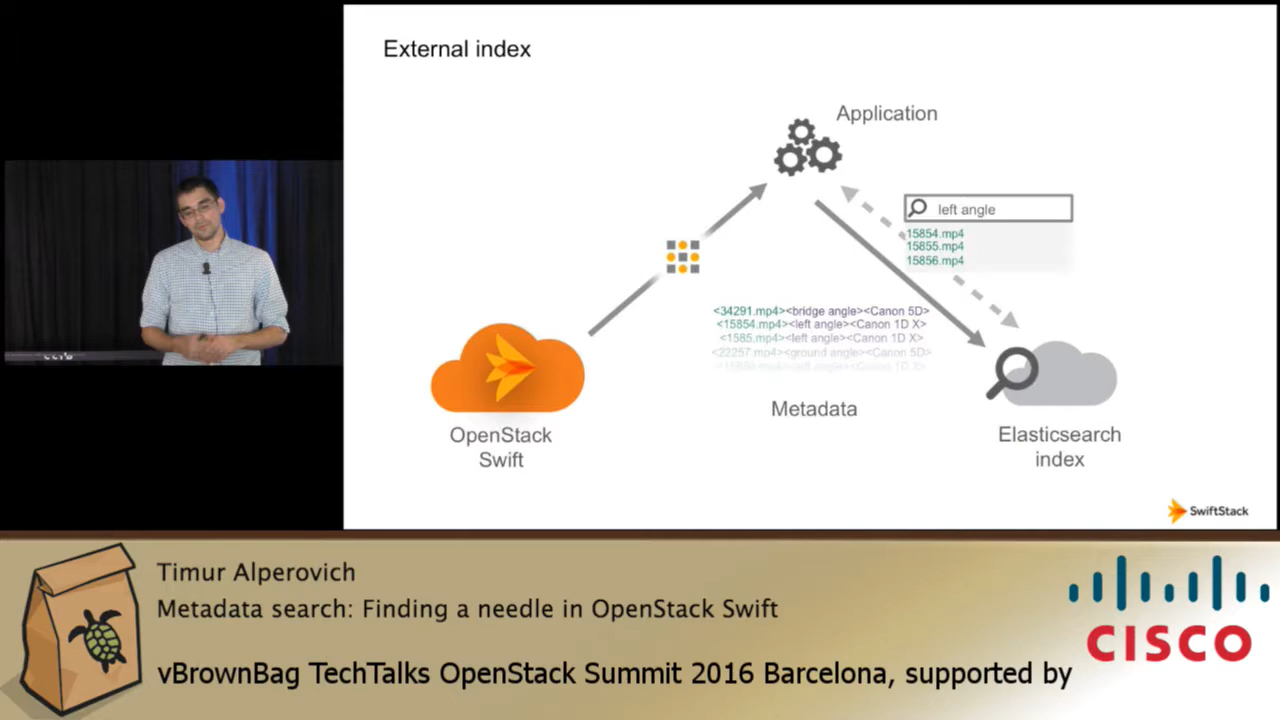 External index
Application
left angle
15854.mp4
15855.mp4
15856.mp4
<34291.mp4><bridge angle><Canon 5D>
<15854.mp4><left angle><Canon 1D X>
<1585.mp4><left angle><Canon 1D X>
<22257.mp4><ground angle><Canon 5D>
Metadata
OpenStack
Swift
Elasticsearch
index
SwiftStack
Timur Alperovich
Metadata search: Finding a needle in OpenStack Swift
vBrownBag TechTalks OpenStack Summit 2016 Barcelona, supported by
CISCO